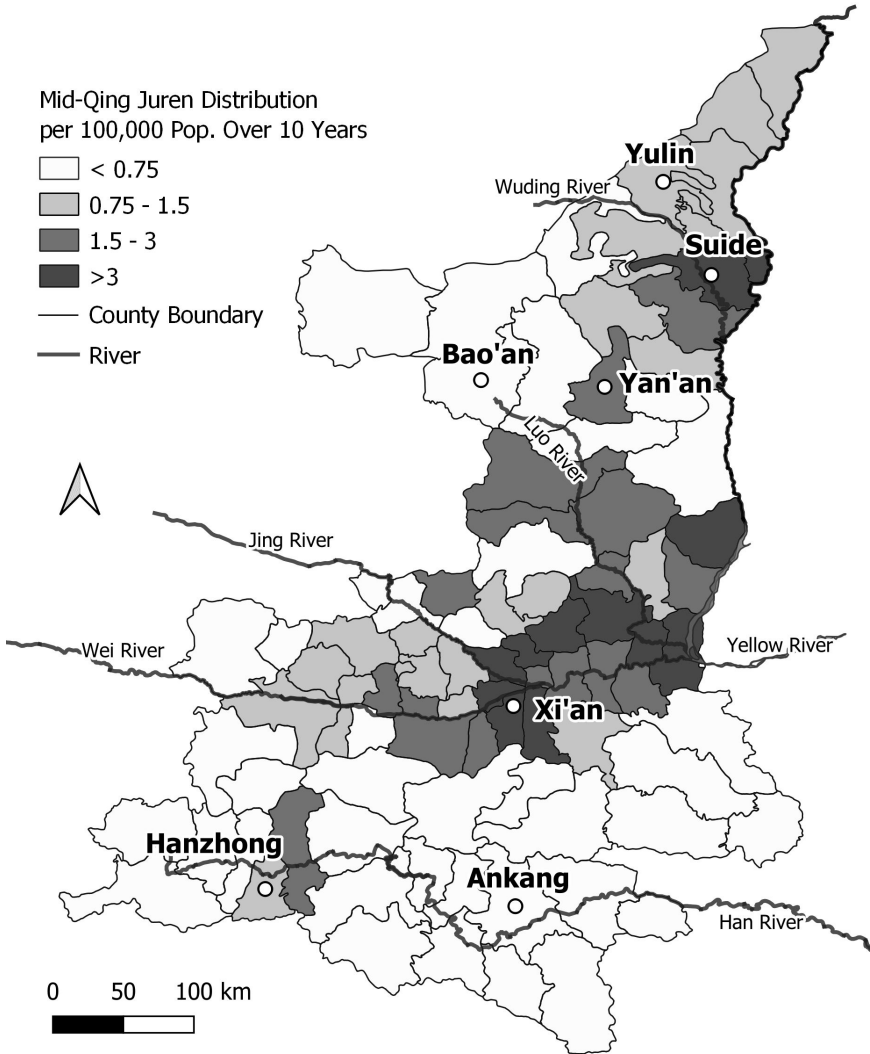 Mid-Qing Juren Distribution
per 100,000 Pop. Over 10 Years
< 0.75
0.75 - 1.5
1.5 - 3
>3
County Boundary
River
Yulin
Wuding River
Suide
Bao'an
Yan'an
Luo River
Jing River
Wei River
Yellow River
Xi'an
Hanzhong
Ankang
Han River
0 50 100 km